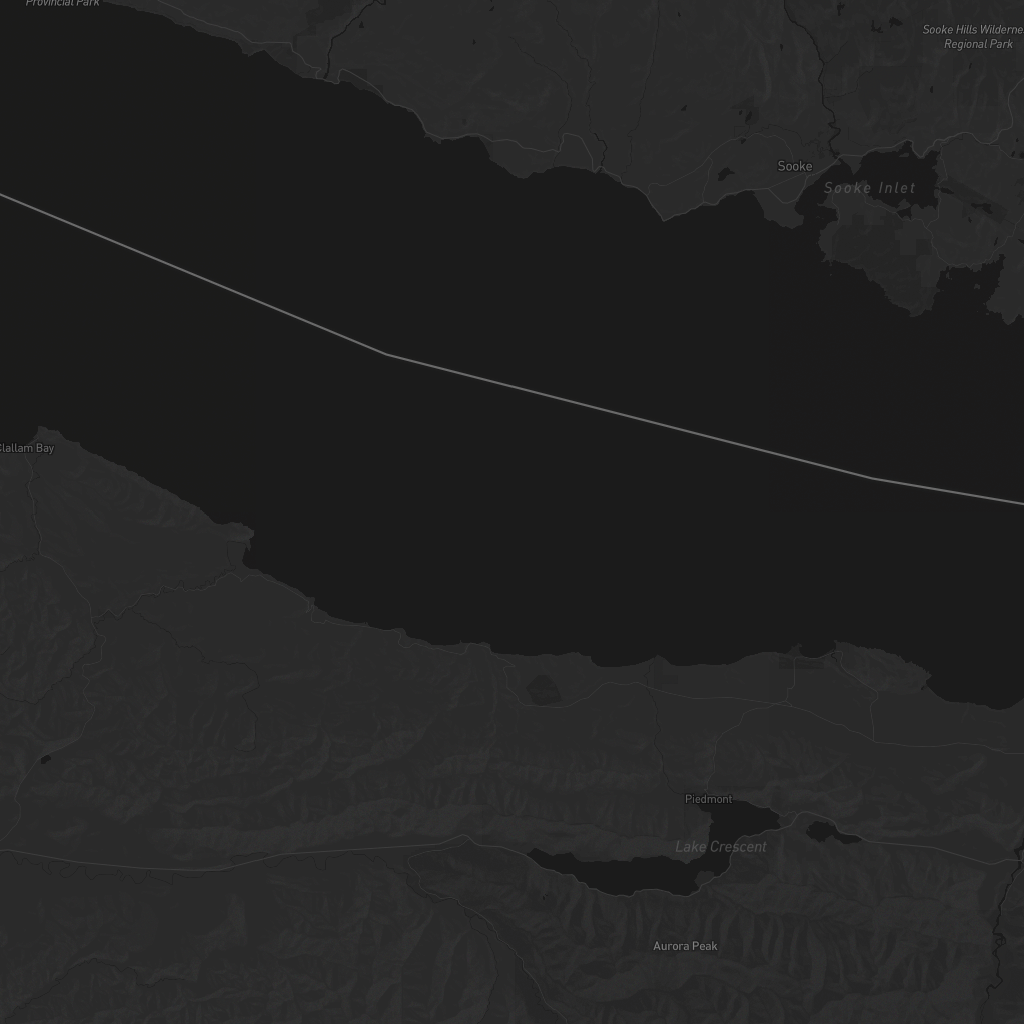 Provincial Park
Sooke Hills Wilderne
Regional Park
Sooke
Sooke Inlet
Clallam Bay
Piedmont
Lake Crescent
Aurora Peak